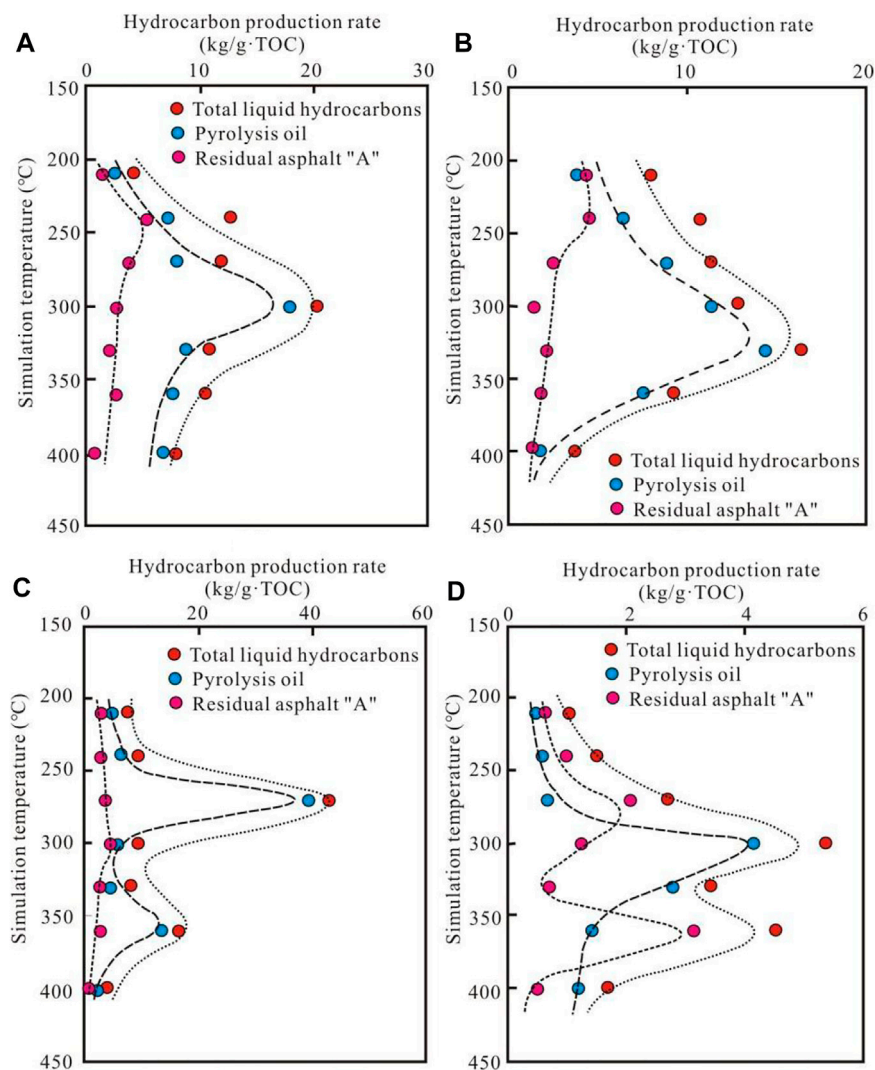 A
Hydrocarbon production rate
(kg/g·TOC)
0 10 20 30
150
200
250
300
350
400
450
Simulation temperature (℃)
Total liquid hydrocarbons
Pyrolysis oil
Residual asphalt "A"
B
Hydrocarbon production rate
(kg/g·TOC)
0 10 20
150
200
250
300
350
400
450
Simulation temperature (℃)
Total liquid hydrocarbons
Pyrolysis oil
Residual asphalt "A"
C
Hydrocarbon production rate
(kg/g·TOC)
0 20 40 60
150
200
250
300
350
400
450
Simulation temperature (℃)
Total liquid hydrocarbons
Pyrolysis oil
Residual asphalt "A"
D
Hydrocarbon production rate
(kg/g·TOC)
0 2 4 6
150
200
250
300
350
400
450
Simulation temperature (℃)
Total liquid hydrocarbons
Pyrolysis oil
Residual asphalt "A"